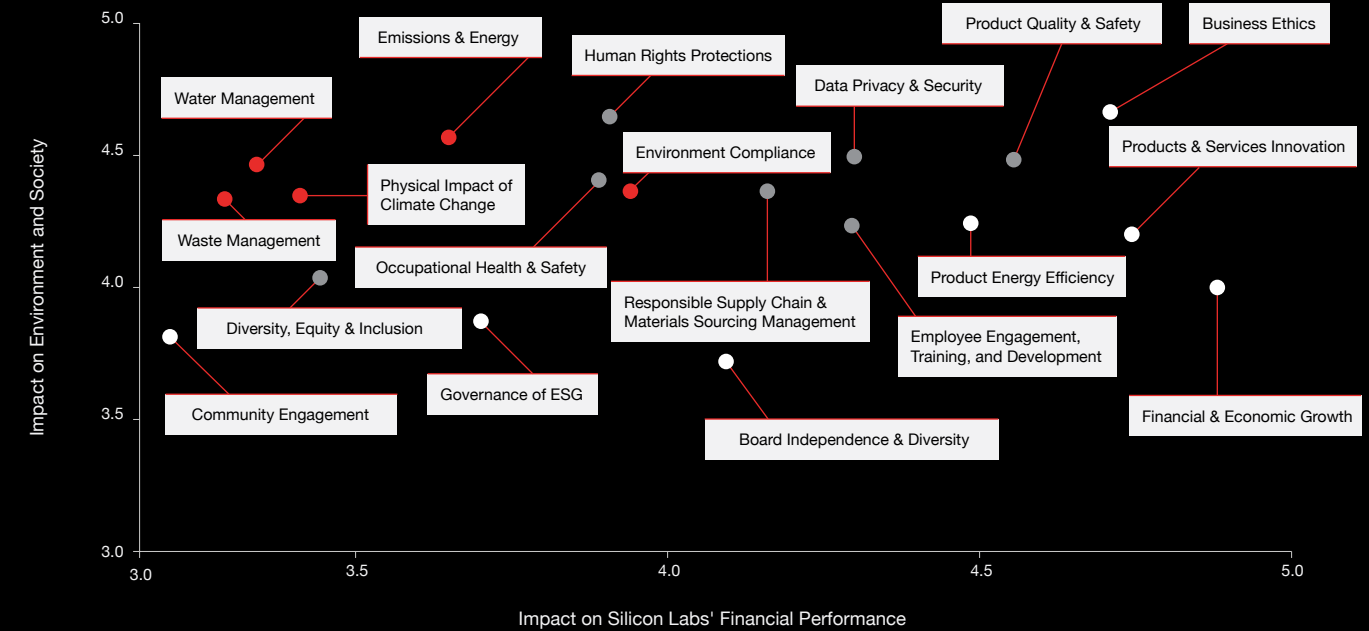 5.0
Product Quality & Safety
Business Ethics
Emissions & Energy
Human Rights Protections
Data Privacy & Security
Water Management
4.5
Environment Compliance
Products & Services Innovation
Physical Impact of
Climate Change
Waste Management
Occupational Health & Safety
4.0
Product Energy Efficiency
Responsible Supply Chain &
Materials Sourcing Management
Diversity, Equity & Inclusion
Employee Engagement,
Training, and Development
Governance of ESG
3.5
Community Engagement
Financial & Economic Growth
Board Independence & Diversity
Impact on Environment and Society
3.0
3.0
3.5
4.0
4.5
5.0
Impact on Silicon Labs' Financial Performance